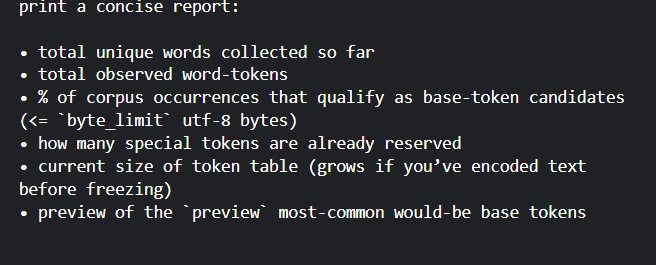 print a concise report:
• total unique words collected so far
• total observed word-tokens
• % of corpus occurrences that qualify as base-token candidates
(<= `byte_limit` utf-8 bytes)
• how many special tokens are already reserved
• current size of token table (grows if you’ve encoded text
before freezing)
• preview of the `preview` most-common would-be base tokens